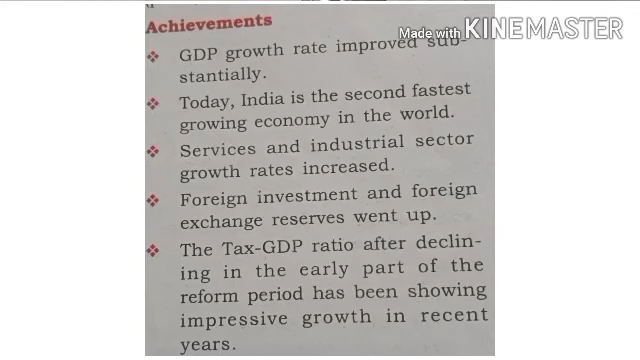 Achievements
Made with KINEMASTER
❖ GDP growth rate improved sub-
stantially.
❖ Today, India is the second fastest
growing economy in the world.
❖ Services and industrial sector
growth rates increased.
❖ Foreign investment and foreign
exchange reserves went up.
❖ The Tax-GDP ratio after declin-
ing in the early part of the
reform period has been showing
impressive growth in recent
years.